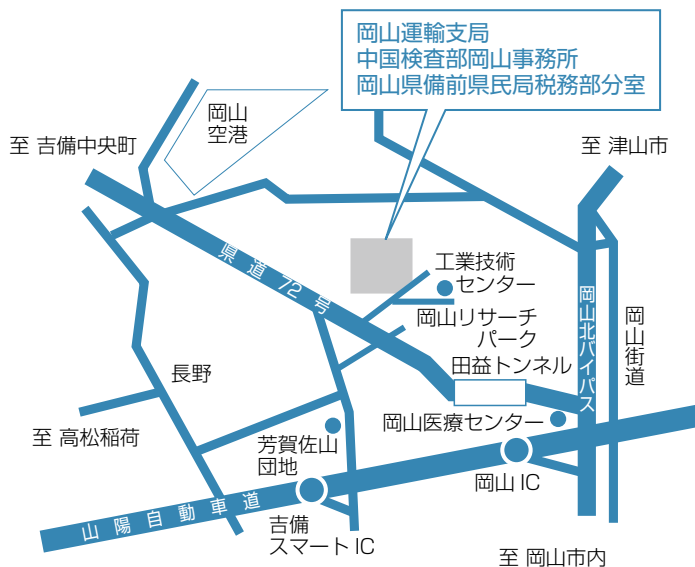 岡山運輸支局
中国検査部岡山事務所
岡山県備前県民局税務部分室
岡山
空港
至 吉備中央町
至 津山市
県道72号
工業技術
センター
岡山リサーチ
パーク
田益トンネル
岡山北バイパス
岡山街道
長野
至 高松稲荷
芳賀佐山
団地
岡山医療センター
岡山 IC
山陽自動車道
吉備
スマート IC
至 岡山市内